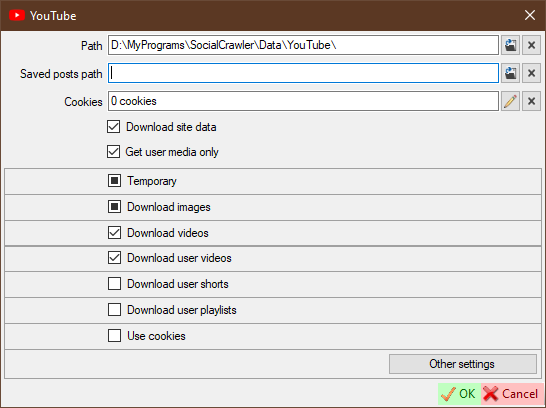 YouTube
Path D:\MyPrograms\SocialCrawler\Data\YouTube\
Saved posts path
Cookies 0 cookies
Download site data
Get user media only
Temporary
Download images
Download videos
Download user videos
Download user shorts
Download user playlists
Use cookies
Other settings
OK Cancel